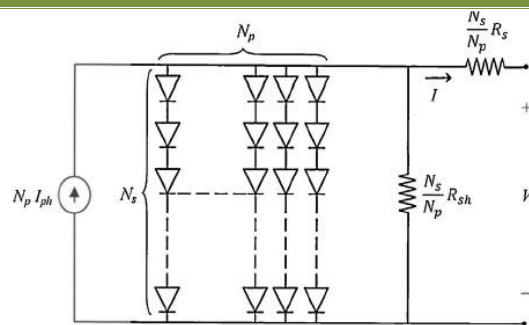 N_p
N_s/N_p R_s
I
+
N_p I_ph
N_s
N_s/N_p R_sh
−